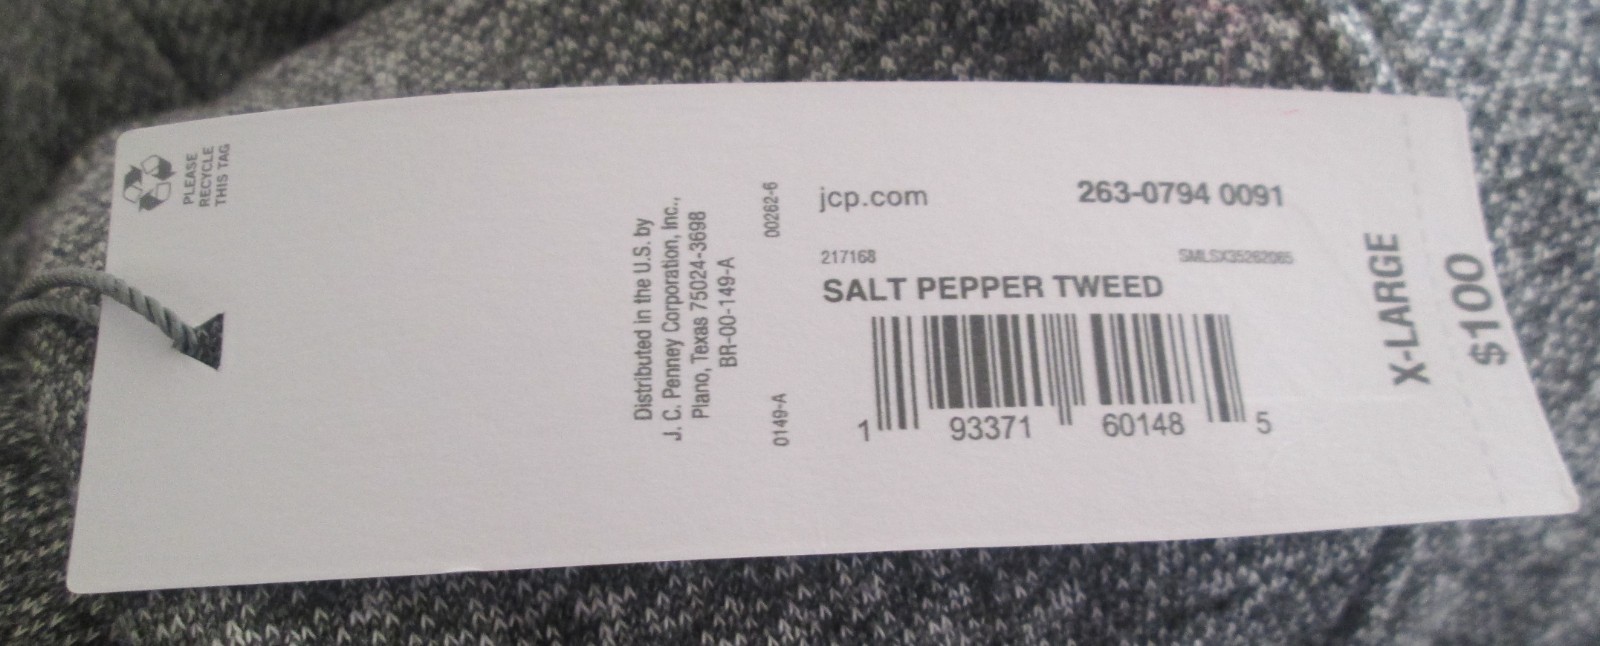 PLEASE
RECYCLE
THIS TAG
Distributed in the U.S. by
J. C. Penney Corporation, Inc.,
Plano, Texas 75024-3698
BR-00-149-A
0149-A
00262-6
jcp.com
263-0794 0091
217168
SMLSX35262065
SALT PEPPER TWEED
1 93371 60148 5
X-LARGE
$100